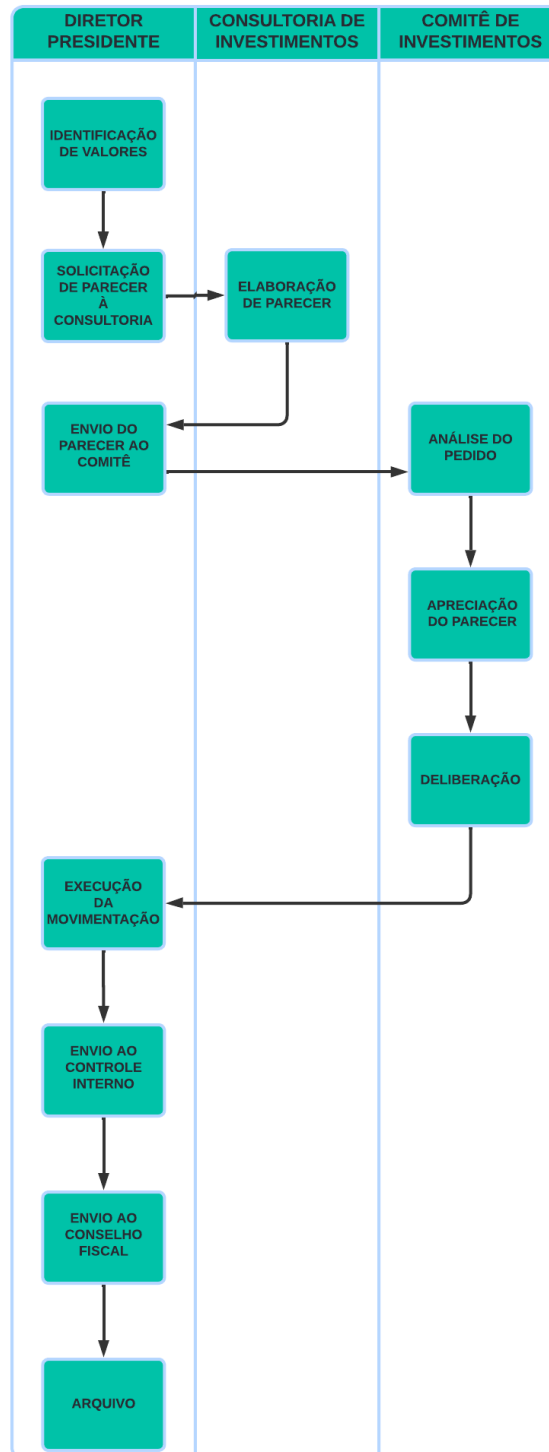 DIRETOR
PRESIDENTE
CONSULTORIA DE
INVESTIMENTOS
COMITÊ DE
INVESTIMENTOS
IDENTIFICAÇÃO
DE VALORES
SOLICITAÇÃO
DE PARECER
À
CONSULTORIA
ELABORAÇÃO
DE PARECER
ENVIO DO
PARECER AO
COMITÊ
ANÁLISE DO
PEDIDO
APRECIAÇÃO
DO PARECER
DELIBERAÇÃO
EXECUÇÃO
DA
MOVIMENTAÇÃO
ENVIO AO
CONTROLE
INTERNO
ENVIO AO
CONSELHO
FISCAL
ARQUIVO